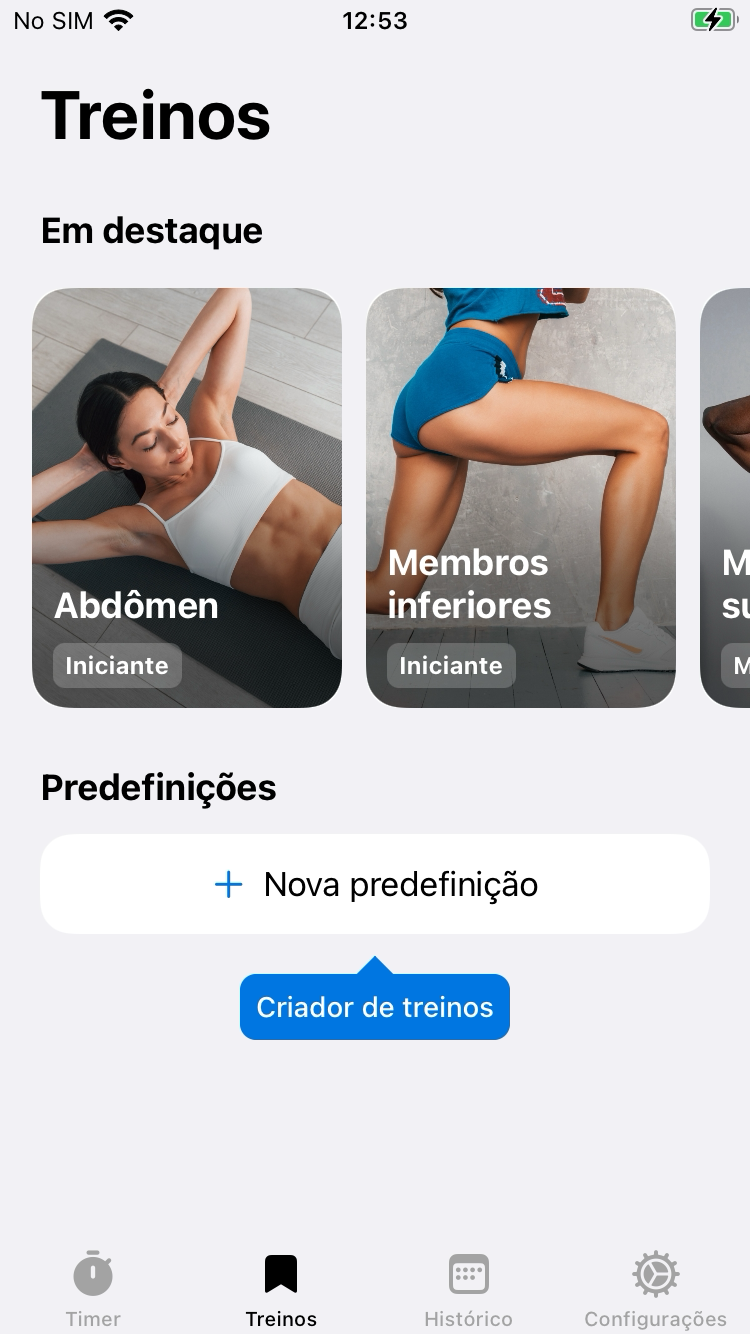 No SIM 12:53
Treinos
Em destaque
Abdômen
Iniciante
Membros
inferiores
Iniciante
Predefinições
+ Nova predefinição
Criador de treinos
Timer Treinos Histórico Configurações